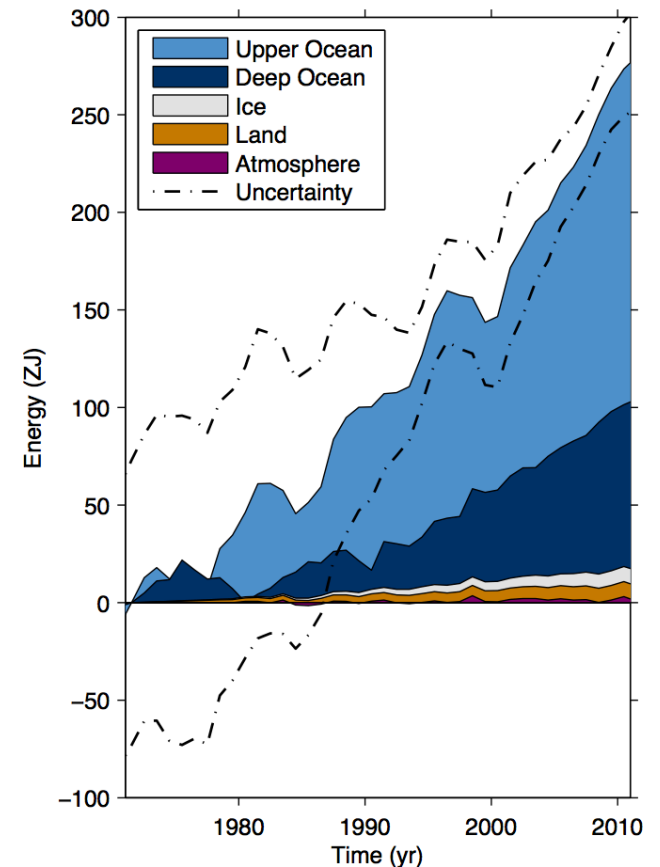 300
250
200
150
100
50
0
−50
−100
Energy (ZJ)
Upper Ocean
Deep Ocean
Ice
Land
Atmosphere
Uncertainty
1980
1990
2000
2010
Time (yr)